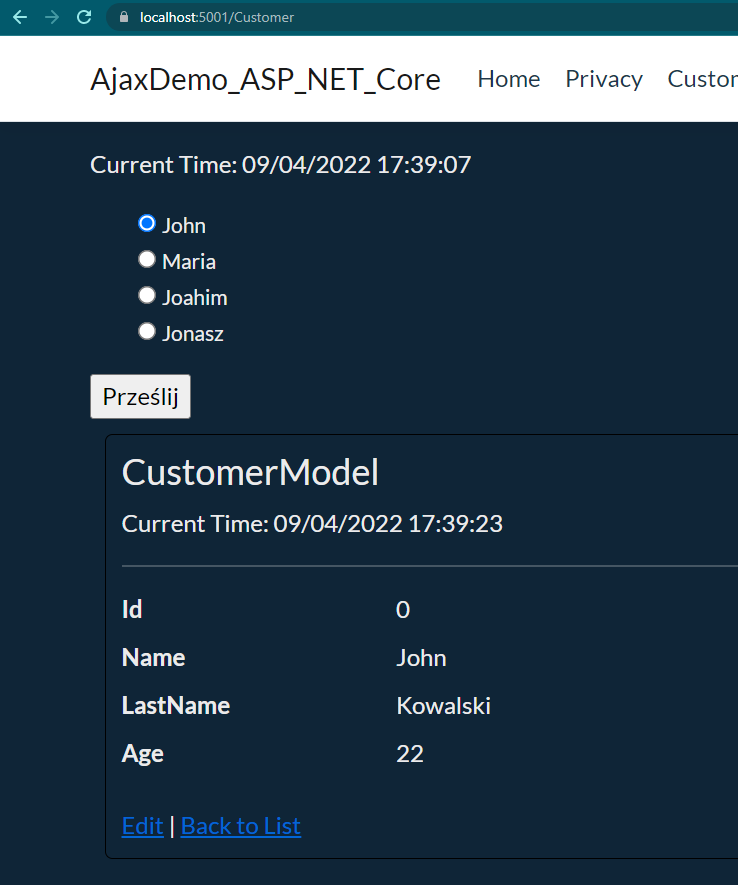 localhost:5001/Customer
AjaxDemo_ASP_NET_Core Home Privacy Custom
Current Time: 09/04/2022 17:39:07
John
Maria
Joahim
Jonasz
Prześlij
CustomerModel
Current Time: 09/04/2022 17:39:23
Id 0
Name John
LastName Kowalski
Age 22
Edit | Back to List